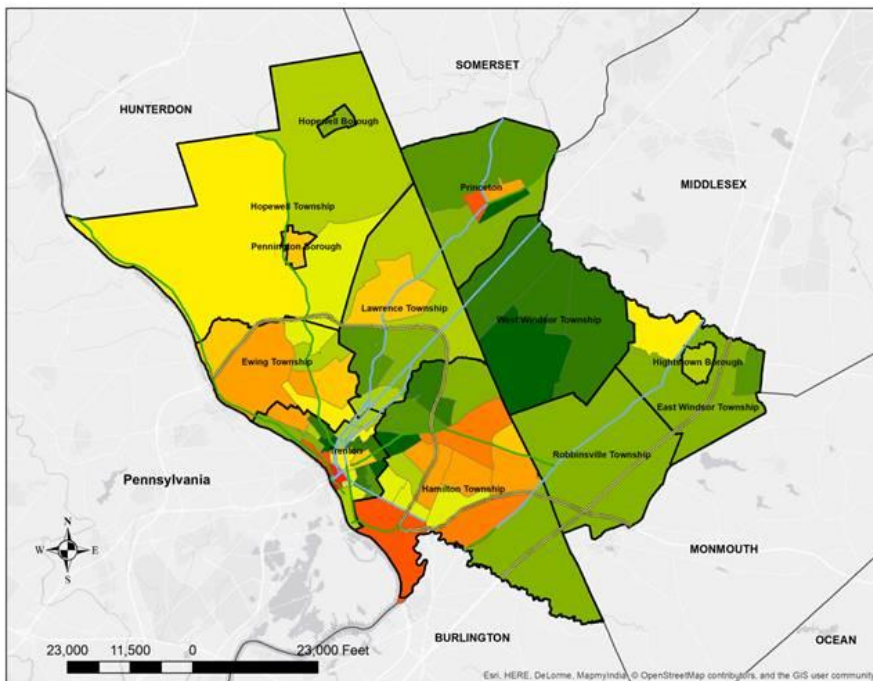 SOMERSET
HUNTERDON
Hopewell Borough
MIDDLESEX
Princeton
Hopewell Township
Pennington Borough
Lawrence Township
West Windsor Township
Ewing Township
Hightstown Borough
East Windsor Township
Trenton
Robbinsville Township
Pennsylvania
Hamilton Township
N
W E
S
MONMOUTH
23,000 11,500 0 23,000 Feet
BURLINGTON
OCEAN
Esri, HERE, DeLorme, MapmyIndia, © OpenStreetMap contributors, and the GIS user community